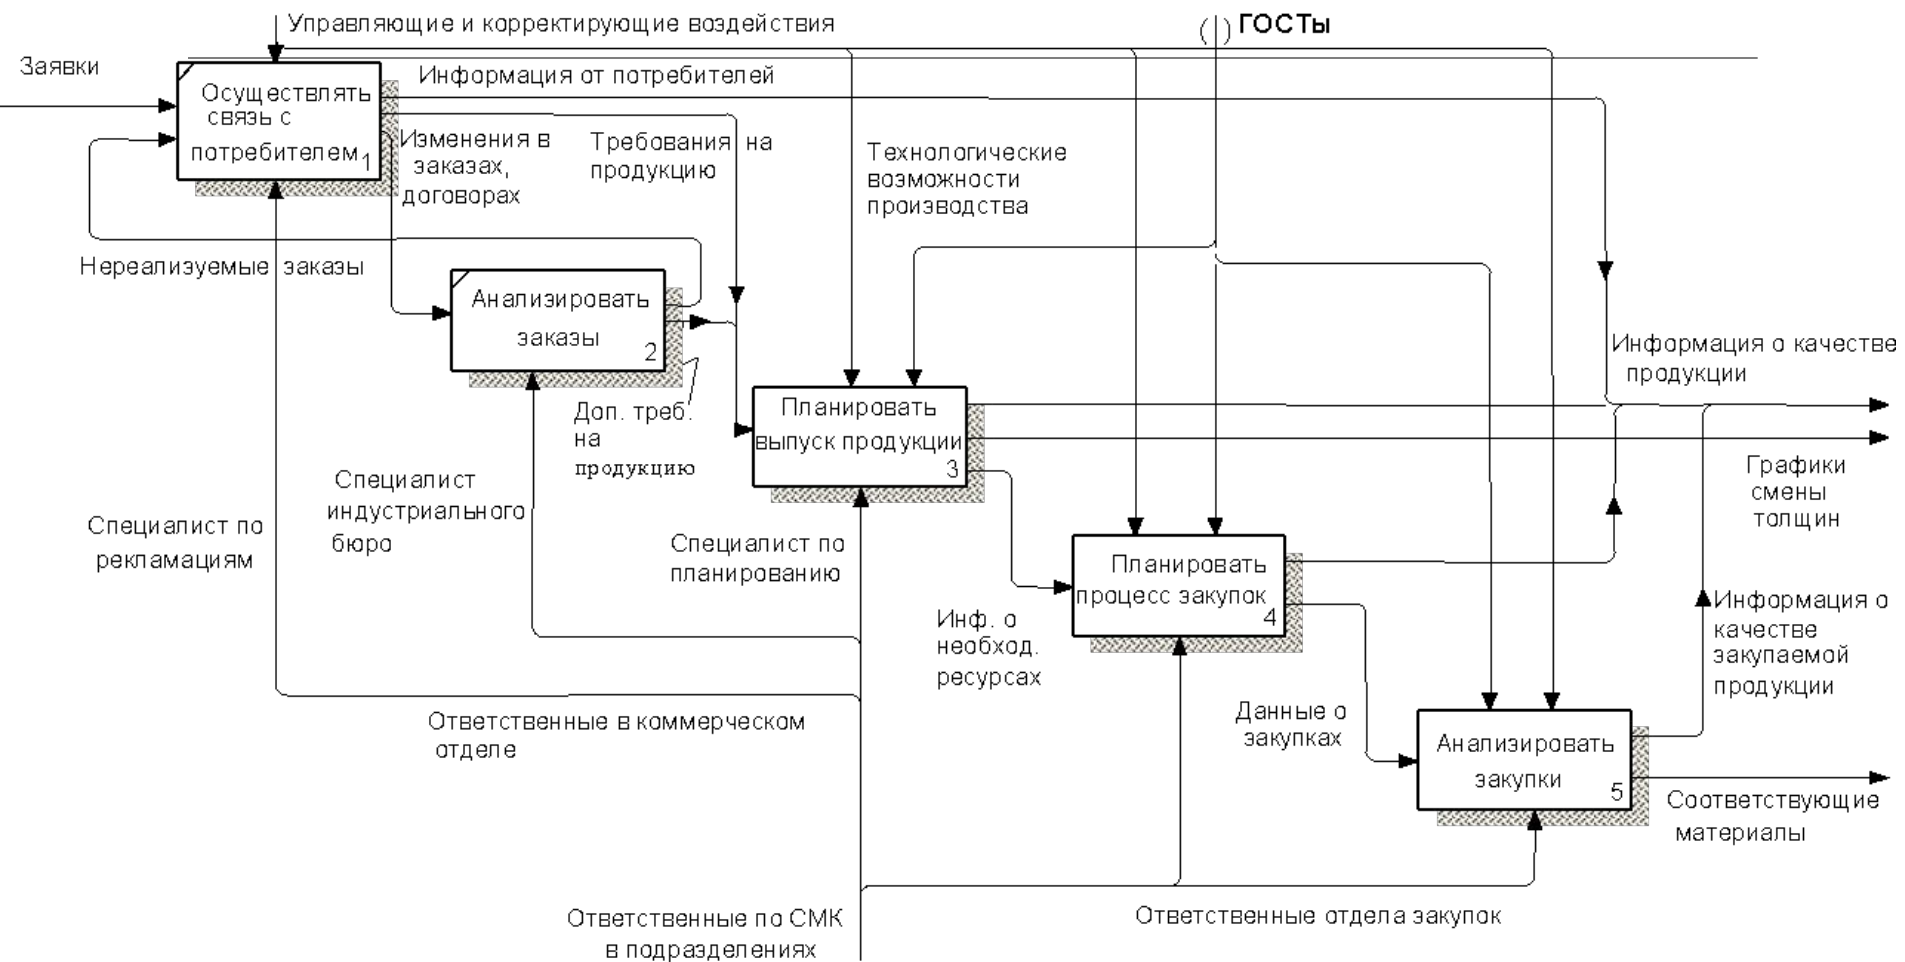 Управляющие и корректирующие воздействия
( ) ГОСТы
Заявки
Информация от потребителей
Осуществлять
связь с
потребителем
1
Изменения в
заказах,
договорах
Требования на
продукцию
Технологические
возможности
производства
Нереализуемые заказы
Анализировать
заказы
2
Информация о качестве
продукции
Доп. треб.
на
продукцию
Планировать
выпуск продукции
3
Графики
смены
толщин
Специалист
индустриального
бюро
Специалист по
рекламациям
Специалист по
планированию
Планировать
процесс закупок
4
Инф. о
необход.
ресурсах
Информация о
качестве
закупаемой
продукции
Ответственные в коммерческом
отделе
Данные о
закупках
Анализировать
закупки
5
Соответствующие
материалы
Ответственные по СМК
в подразделениях
Ответственные отдела закупок